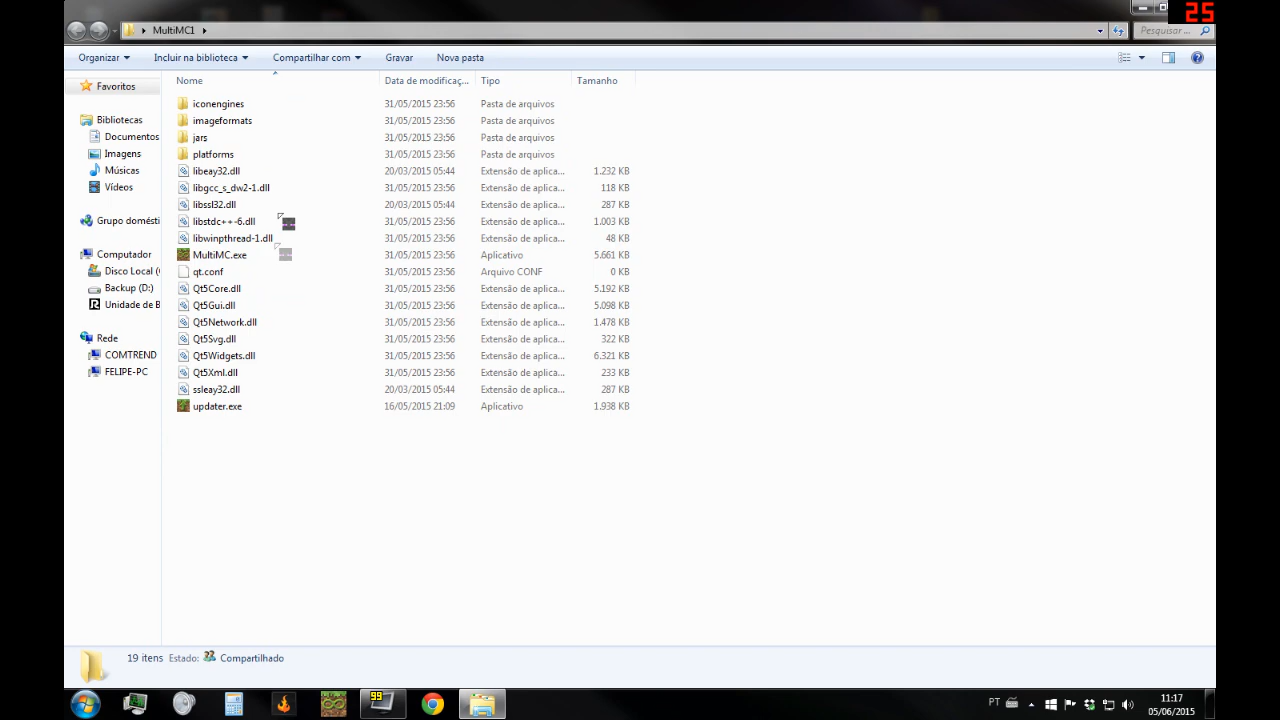 25
MultiMC1
Pesquisar ...
Organizar
Incluir na biblioteca
Compartilhar com
Gravar
Nova pasta
Nome
Data de modificaç...
Tipo
Tamanho
Favoritos
Bibliotecas
Documentos
Imagens
Músicas
Vídeos
Grupo domésti
Computador
Disco Local (
Backup (D:)
Unidade de B
Rede
COMTREND
FELIPE-PC
iconengines 31/05/2015 23:56 Pasta de arquivos
imageformats 31/05/2015 23:56 Pasta de arquivos
jars 31/05/2015 23:56 Pasta de arquivos
platforms 31/05/2015 23:56 Pasta de arquivos
libeay32.dll 20/03/2015 05:44 Extensão de aplica... 1.232 KB
libgcc_s_dw2-1.dll 31/05/2015 23:56 Extensão de aplica... 118 KB
libssl32.dll 20/03/2015 05:44 Extensão de aplica... 287 KB
libstdc++-6.dll 31/05/2015 23:56 Extensão de aplica... 1.003 KB
libwinpthread-1.dll 31/05/2015 23:56 Extensão de aplica... 48 KB
MultiMC.exe 31/05/2015 23:56 Aplicativo 5.661 KB
qt.conf 31/05/2015 23:56 Arquivo CONF 0 KB
Qt5Core.dll 31/05/2015 23:56 Extensão de aplica... 5.192 KB
Qt5Gui.dll 31/05/2015 23:56 Extensão de aplica... 5.098 KB
Qt5Network.dll 31/05/2015 23:56 Extensão de aplica... 1.478 KB
Qt5Svg.dll 31/05/2015 23:56 Extensão de aplica... 322 KB
Qt5Widgets.dll 31/05/2015 23:56 Extensão de aplica... 6.321 KB
Qt5Xml.dll 31/05/2015 23:56 Extensão de aplica... 233 KB
ssleay32.dll 20/03/2015 05:44 Extensão de aplica... 287 KB
updater.exe 16/05/2015 21:09 Aplicativo 1.938 KB
19 itens Estado: Compartilhado
99
PT
11:17
05/06/2015